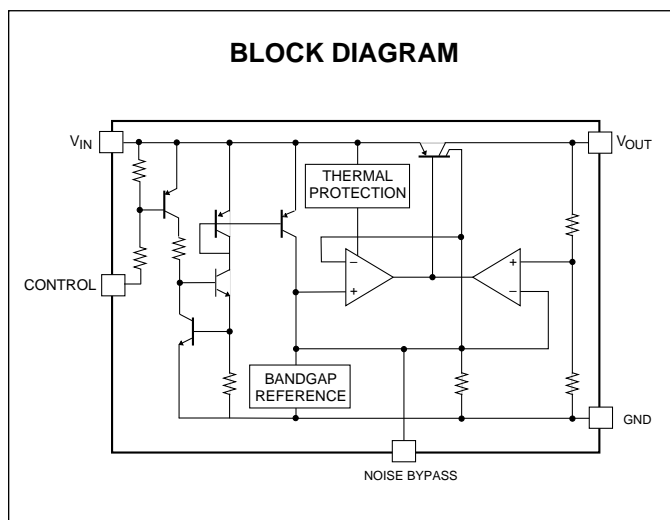 BLOCK DIAGRAM
VIN
VOUT
THERMAL
PROTECTION
−
+
+
−
CONTROL
BANDGAP
REFERENCE
GND
NOISE BYPASS